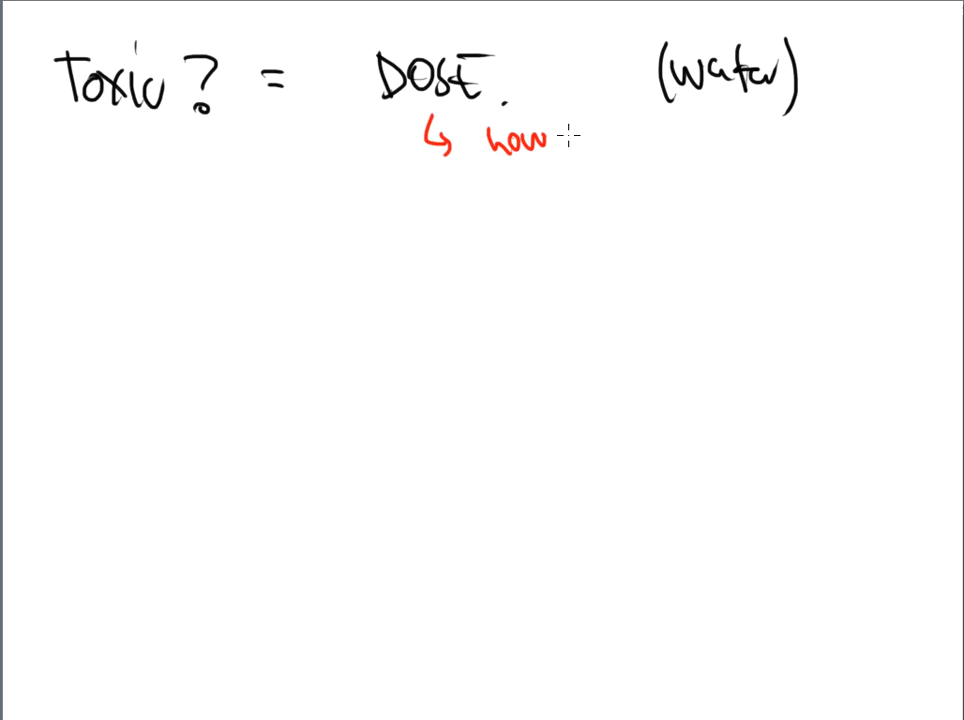 Toxic? = DOSE. (water)
↳ how